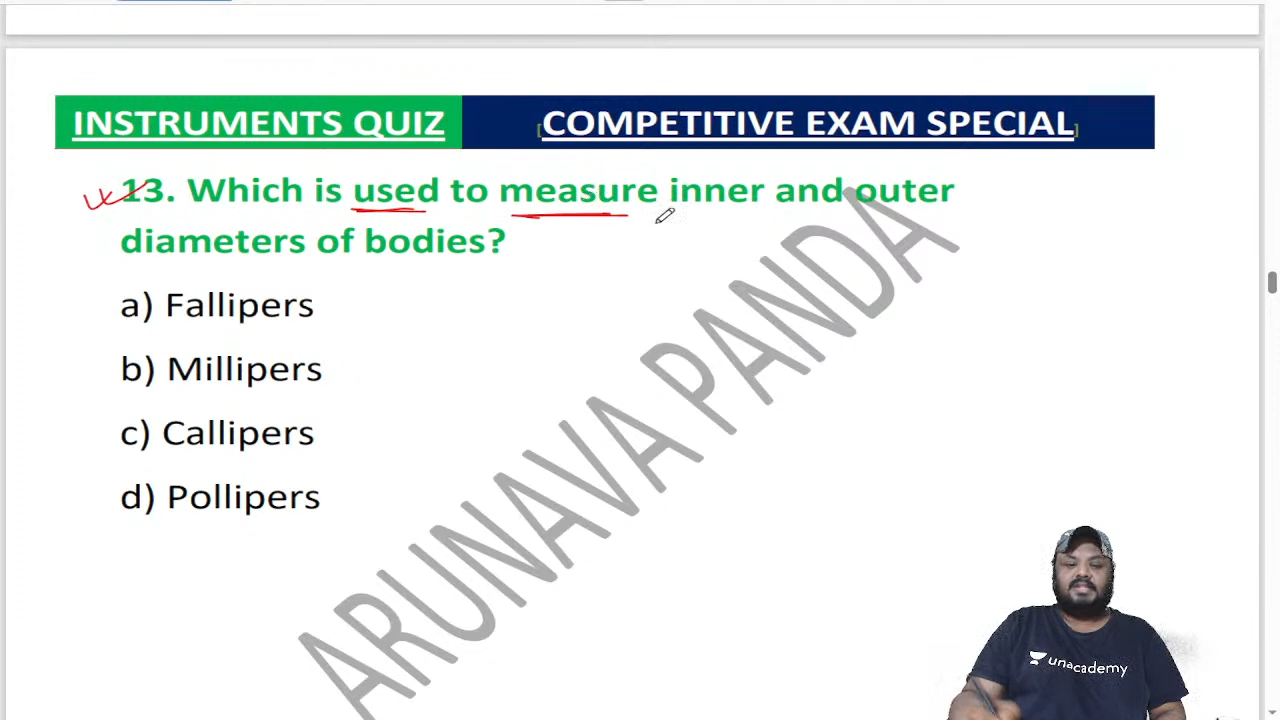 INSTRUMENTS QUIZ
[COMPETITIVE EXAM SPECIAL]
13. Which is used to measure inner and outer
diameters of bodies?
a) Fallipers
b) Millipers
c) Callipers
d) Pollipers
ARUNAVA PANDA
unacademy